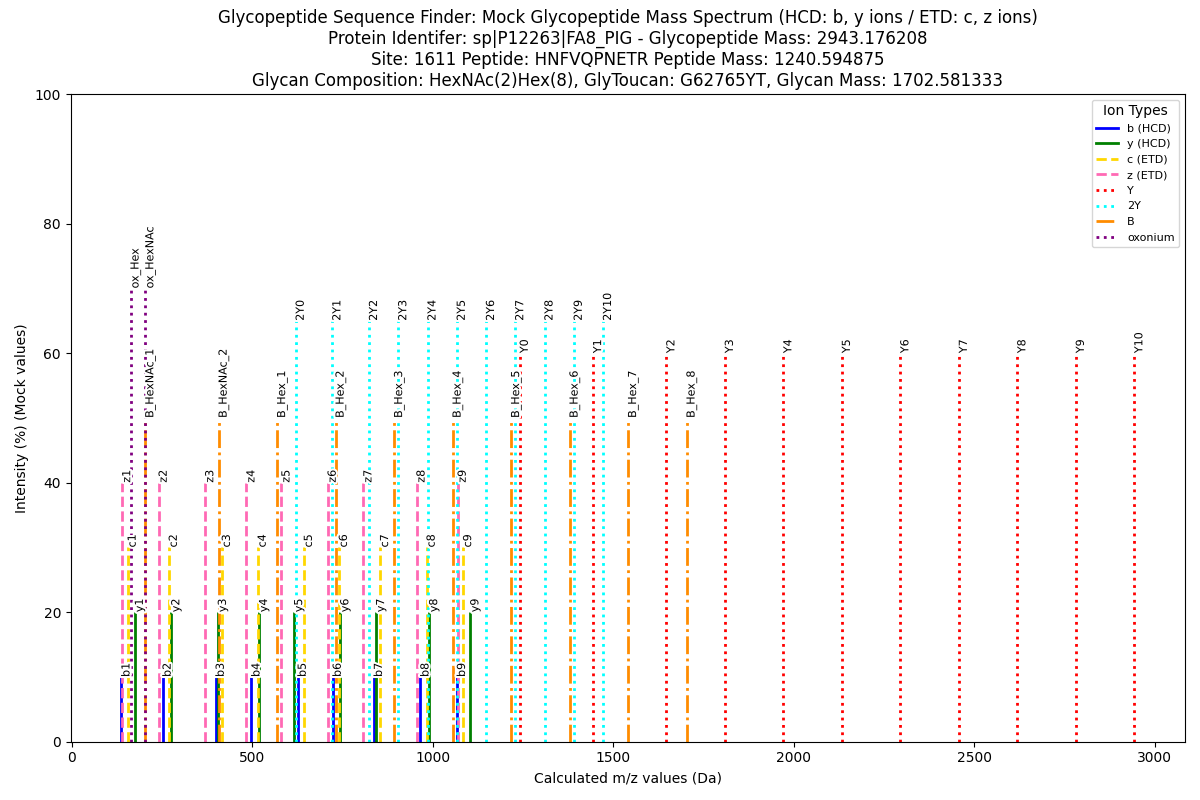 Glycopeptide Sequence Finder: Mock Glycopeptide Mass Spectrum (HCD: b, y ions / ETD: c, z ions)
Protein Identifer: sp|P12263|FA8_PIG - Glycopeptide Mass: 2943.176208
Site: 1611 Peptide: HNFVQPNETR Peptide Mass: 1240.594875
Glycan Composition: HexNAc(2)Hex(8), GlyToucan: G62765YT, Glycan Mass: 1702.581333
Intensity (%) (Mock values)
100
80
60
40
20
0
Ion Types
b (HCD)
y (HCD)
c (ETD)
z (ETD)
Y
2Y
B
oxonium
ox_Hex
ox_HexNAc
2Y0
2Y1
2Y2
2Y3
2Y4
2Y5
2Y6
2Y7
2Y8
2Y9
2Y10
Y0
Y1
Y2
Y3
Y4
Y5
Y6
Y7
Y8
Y9
Y10
B_HexNAc_1
B_HexNAc_2
B_Hex_1
B_Hex_2
B_Hex_3
B_Hex_4
B_Hex_5
B_Hex_6
B_Hex_7
B_Hex_8
z1
z2
z3
z4
z5
z6
z7
z8
z9
c1
c2
c3
c4
c5
c6
c7
c8
c9
y1
y2
y3
y4
y5
y6
y7
y8
y9
b1
b2
b3
b4
b5
b6
b7
b8
b9
0
500
1000
1500
2000
2500
3000
Calculated m/z values (Da)